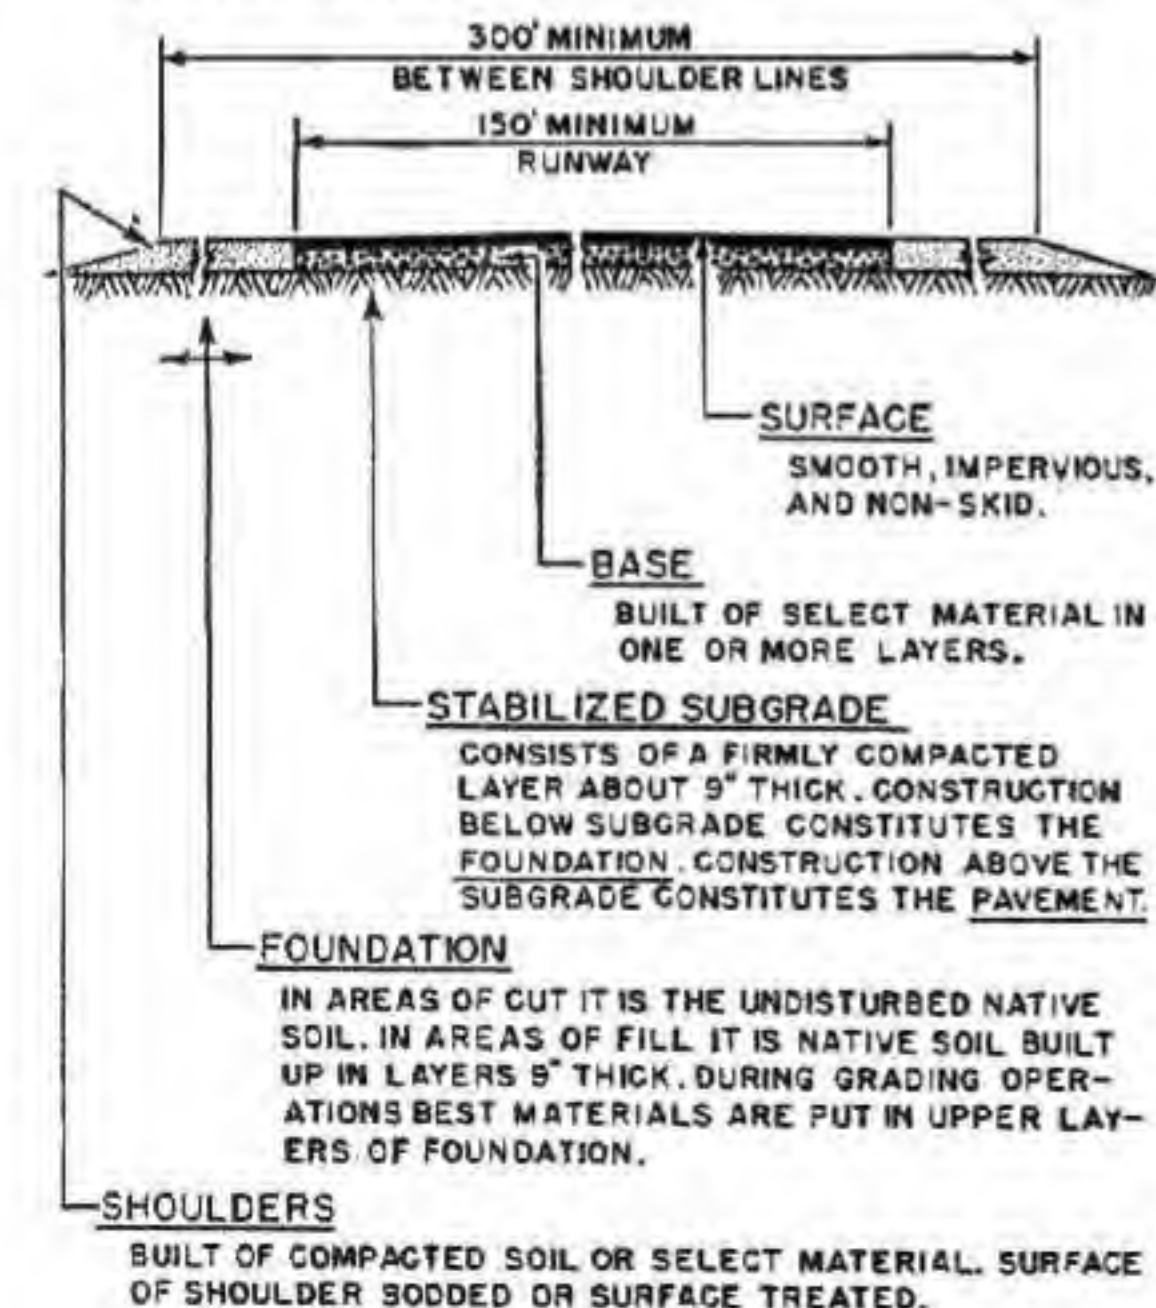 300' MINIMUM
BETWEEN SHOULDER LINES
150' MINIMUM
RUNWAY
SURFACE
SMOOTH, IMPERVIOUS,
AND NON-SKID.
BASE
BUILT OF SELECT MATERIAL IN
ONE OR MORE LAYERS.
STABILIZED SUBGRADE
CONSISTS OF A FIRMLY COMPACTED
LAYER ABOUT 9" THICK. CONSTRUCTION
BELOW SUBGRADE CONSTITUTES THE
FOUNDATION. CONSTRUCTION ABOVE THE
SUBGRADE CONSTITUTES THE PAVEMENT.
FOUNDATION
IN AREAS OF CUT IT IS THE UNDISTURBED NATIVE
SOIL. IN AREAS OF FILL IT IS NATIVE SOIL BUILT
UP IN LAYERS 9" THICK. DURING GRADING OPER-
ATIONS BEST MATERIALS ARE PUT IN UPPER LAY-
ERS OF FOUNDATION.
SHOULDERS
BUILT OF COMPACTED SOIL OR SELECT MATERIAL. SURFACE
OF SHOULDER SODDED OR SURFACE TREATED.